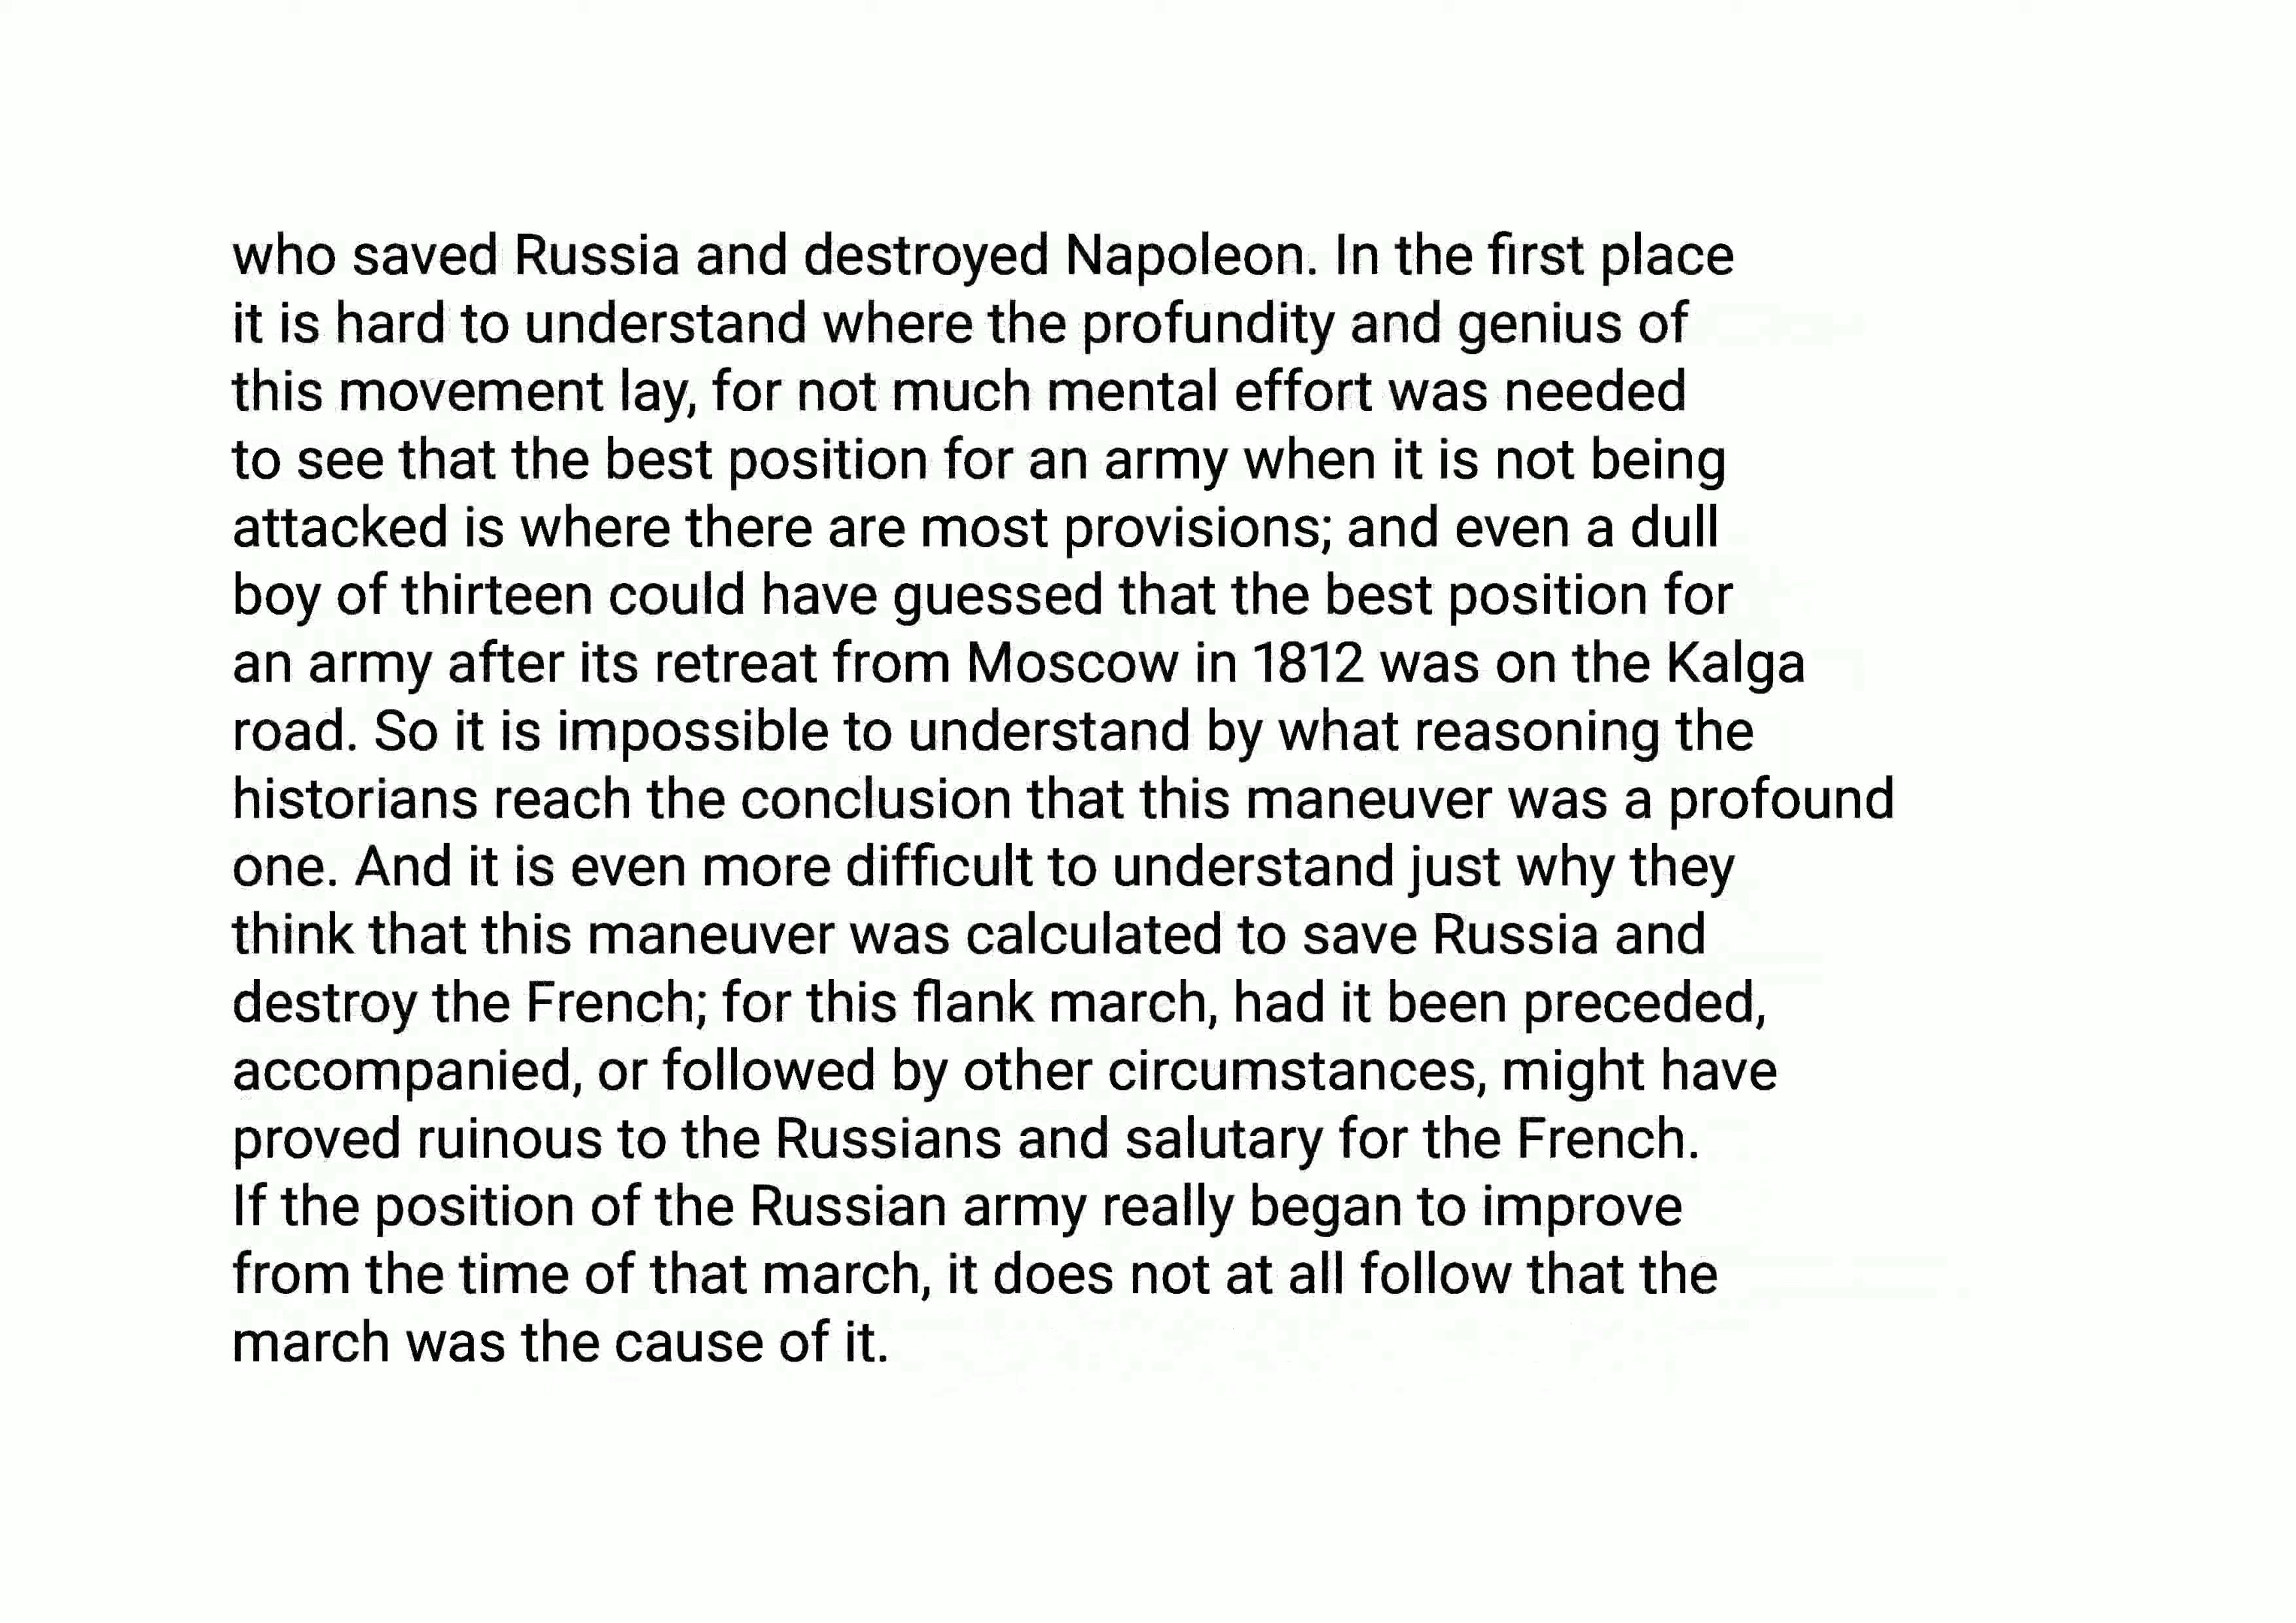 who saved Russia and destroyed Napoleon. In the first place
it is hard to understand where the profundity and genius of
this movement lay, for not much mental effort was needed
to see that the best position for an army when it is not being
attacked is where there are most provisions; and even a dull
boy of thirteen could have guessed that the best position for
an army after its retreat from Moscow in 1812 was on the Kalga
road. So it is impossible to understand by what reasoning the
historians reach the conclusion that this maneuver was a profound
one. And it is even more difficult to understand just why they
think that this maneuver was calculated to save Russia and
destroy the French; for this flank march, had it been preceded,
accompanied, or followed by other circumstances, might have
proved ruinous to the Russians and salutary for the French.
If the position of the Russian army really began to improve
from the time of that march, it does not at all follow that the
march was the cause of it.